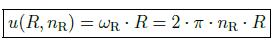 u(R, n_R) = ω_R · R = 2 · π · n_R · R